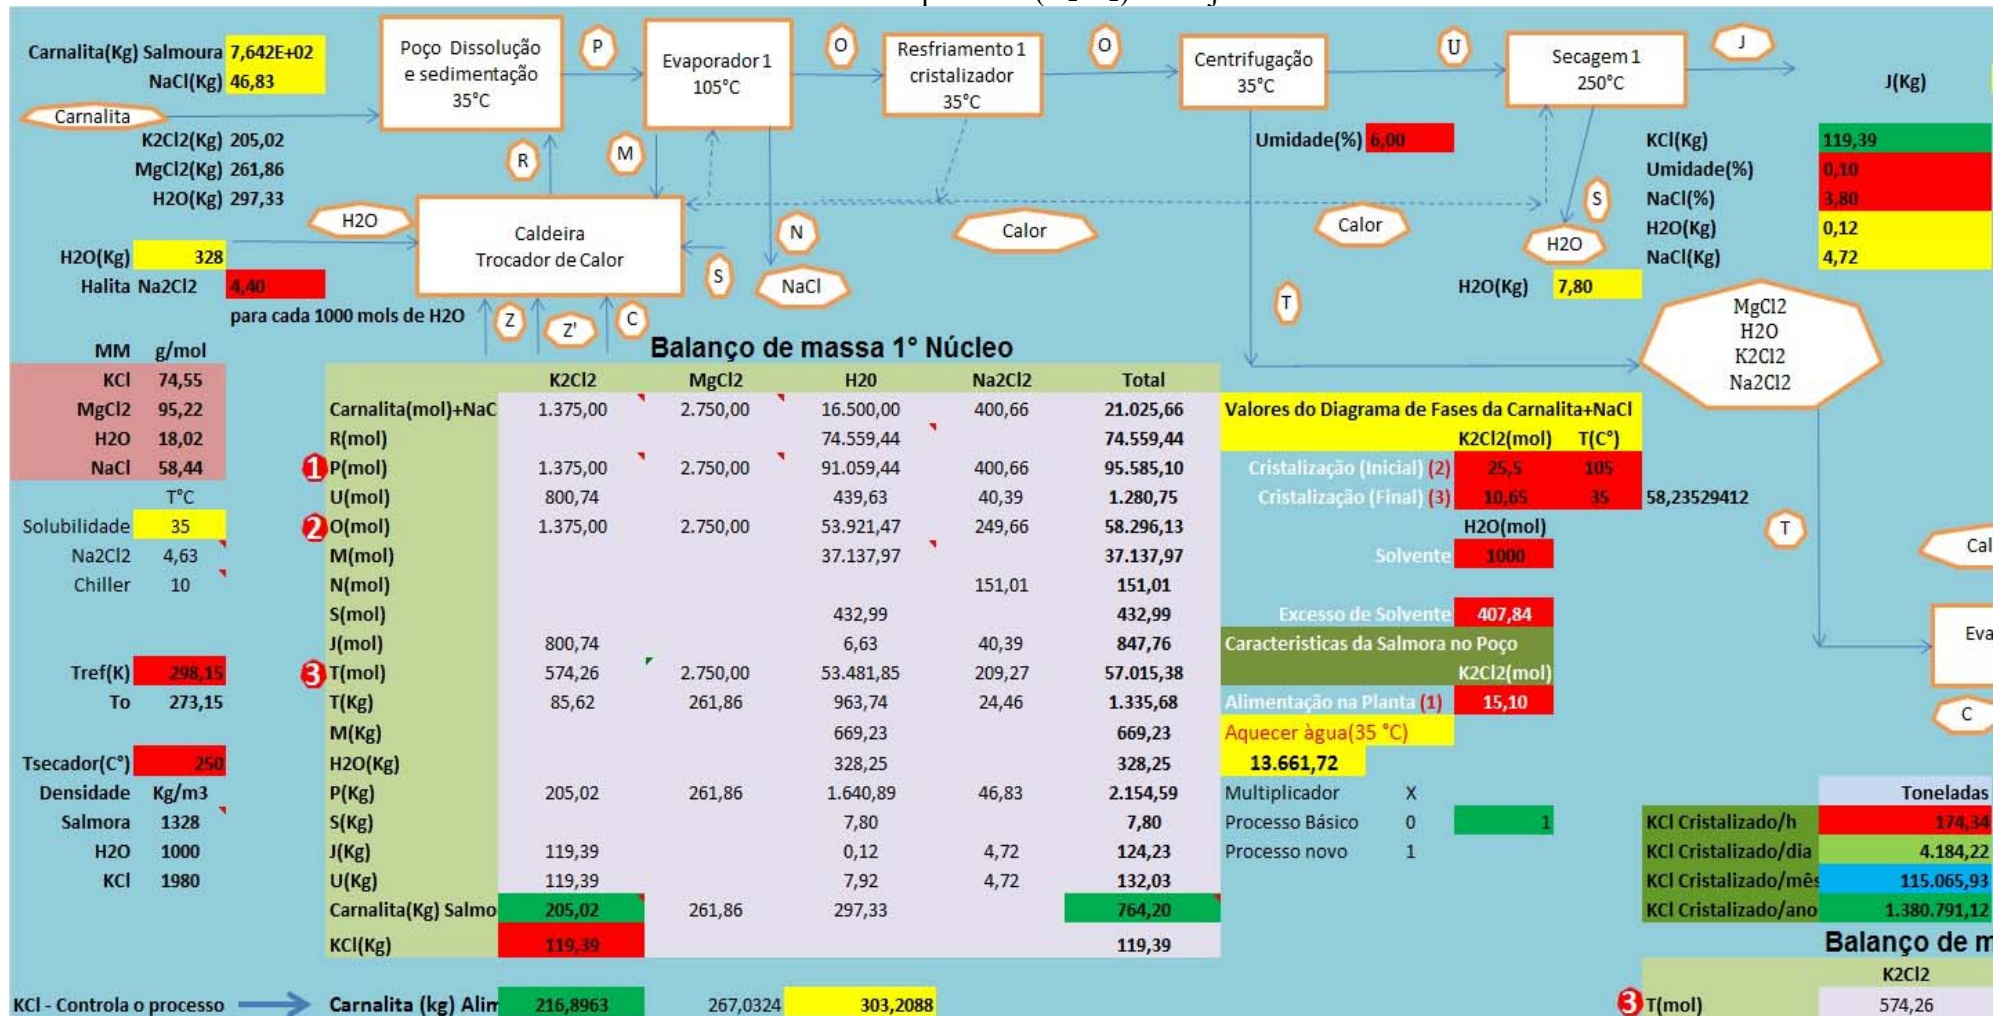 Carnalita(Kg) Salmoura 7,642E+02
NaCl(Kg) 46,83
Carnalita
K2Cl2(Kg) 205,02
MgCl2(Kg) 261,86
H2O(Kg) 297,33
Poço Dissolução
e sedimentação
35°C
P
Evaporador 1
105°C
O
Resfriamento 1
cristalizador
35°C
O
Centrifugação
35°C
U
Secagem 1
250°C
J
J(Kg)
R
M
Umidade(%) 6,00
KCl(Kg) 119,39
Umidade(%) 0,10
NaCl(%) 3,80
H2O(Kg) 0,12
NaCl(Kg) 4,72
H2O
Caldeira
Trocador de Calor
N
NaCl
S
Calor
Calor
S
H2O
H2O(Kg) 7,80
H2O(Kg) 328
Halita Na2Cl2 4,40
para cada 1000 mols de H2O
Z
Z'
C
T
MgCl2
H2O
K2Cl2
Na2Cl2
MM g/mol
KCl 74,55
MgCl2 95,22
H2O 18,02
NaCl 58,44
T°C
Solubilidade 35
Na2Cl2 4,63
Chiller 10
Tref(K) 298,15
To 273,15
Tsecador(C°) 250
Densidade Kg/m3
Salmora 1328
H2O 1000
KCl 1980
Balanço de massa 1° Núcleo
K2Cl2 MgCl2 H20 Na2Cl2 Total
Carnalita(mol)+NaC 1.375,00 2.750,00 16.500,00 400,66 21.025,66
R(mol) 74.559,44 74.559,44
1 P(mol) 1.375,00 2.750,00 91.059,44 400,66 95.585,10
U(mol) 800,74 439,63 40,39 1.280,75
2 O(mol) 1.375,00 2.750,00 53.921,47 249,66 58.296,13
M(mol) 37.137,97 37.137,97
N(mol) 151,01 151,01
S(mol) 432,99 432,99
J(mol) 800,74 6,63 40,39 847,76
3 T(mol) 574,26 2.750,00 53.481,85 209,27 57.015,38
T(Kg) 85,62 261,86 963,74 24,46 1.335,68
M(Kg) 669,23 669,23
H2O(Kg) 328,25 328,25
P(Kg) 205,02 261,86 1.640,89 46,83 2.154,59
S(Kg) 7,80 7,80
J(Kg) 119,39 0,12 4,72 124,23
U(Kg) 119,39 7,92 4,72 132,03
Carnalita(Kg) Salmo 205,02 261,86 297,33 764,20
KCl(Kg) 119,39 119,39
KCl - Controla o processo Carnalita (kg) Alim 216,8963 267,0324 303,2088
Valores do Diagrama de Fases da Carnalita+NaCl
K2Cl2(mol) T(C°)
Cristalização (Inicial) (2) 25,5 105
Cristalização (Final) (3) 10,65 35 58,23529412
H2O(mol)
Solvente 1000
Excesso de Solvente 407,84
Caracteristicas da Salmora no Poço
K2Cl2(mol)
Alimentação na Planta (1) 15,10
Aquecer àgua(35 °C)
13.661,72
Multiplicador X
Processo Básico 0 1
Processo novo 1
T
Cal
Eva
C
Toneladas
KCl Cristalizado/h 174,34
KCl Cristalizado/dia 4.184,22
KCl Cristalizado/mês 115.065,93
KCl Cristalizado/ano 1.380.791,12
Balanço de m
K2Cl2
3 T(mol) 574,26